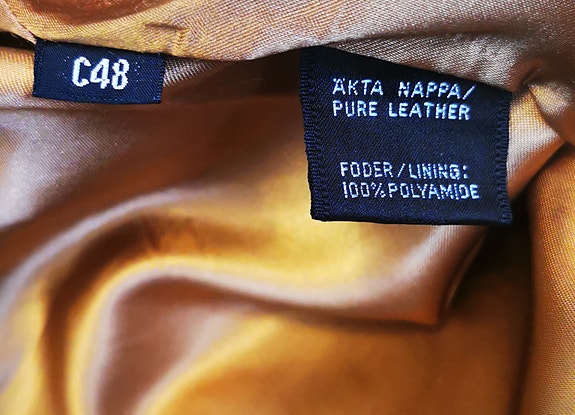 C48
ÄKTA NAPPA/
PURE LEATHER
FODER/LINING:
100% POLYAMIDE